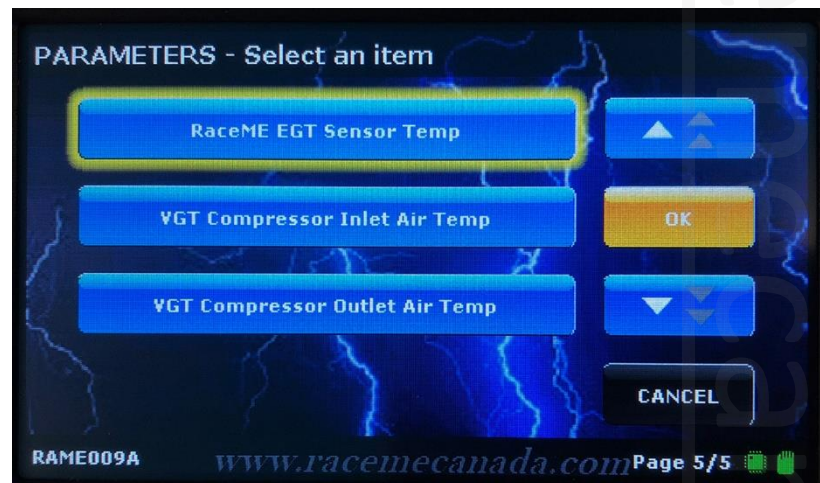 PARAMETERS - Select an item
RaceME EGT Sensor Temp
VGT Compressor Inlet Air Temp
OK
VGT Compressor Outlet Air Temp
CANCEL
RAME009A
www.racemecanada.com
Page 5/5